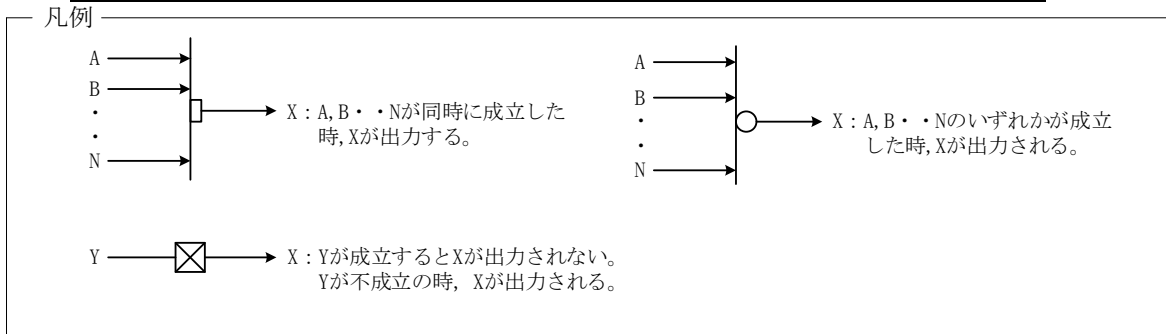 凡例
A
B
・
・
N
X：A,B・・Nが同時に成立した
時,Xが出力する。
A
B
・
・
N
X：A,B・・Nのいずれかが成立
した時,Xが出力される。
Y
X：Yが成立するとXが出力されない。
Yが不成立の時，Xが出力される。